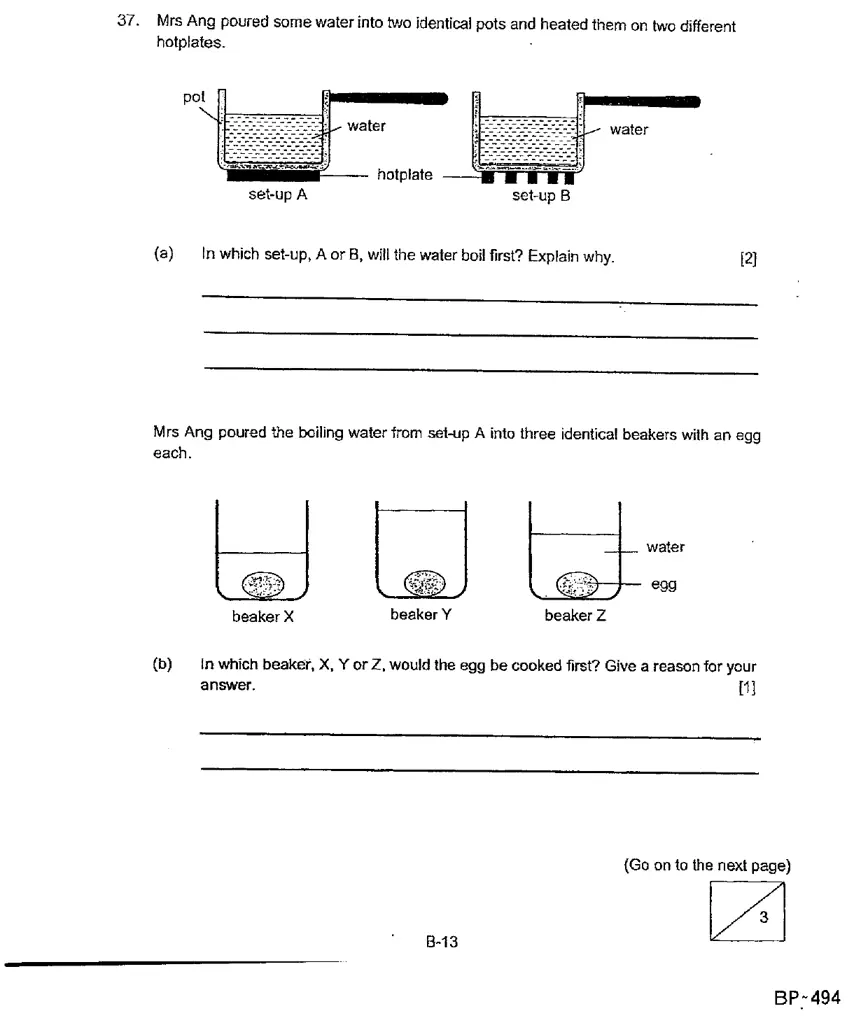 37. Mrs Ang poured some water into two identical pots and heated them on two different
hotplates.
pot
water
water
hotplate
set-up A
set-up B
(a) In which set-up, A or B, will the water boil first? Explain why. [2]
Mrs Ang poured the boiling water from set-up A into three identical beakers with an egg
each.
water
egg
beaker X
beaker Y
beaker Z
(b) In which beaker, X, Y or Z, would the egg be cooked first? Give a reason for your
answer. [1]
(Go on to the next page)
3
B-13
BP-494